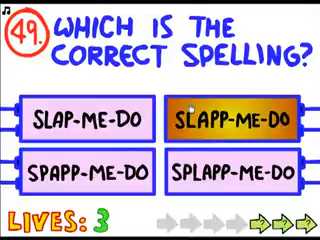 49. WHICH IS THE
CORRECT SPELLING?
SLAP-ME-DO
SLAPP-ME-DO
SPAPP-ME-DO
SPLAPP-ME-DO
LIVES: 3
? ? ?